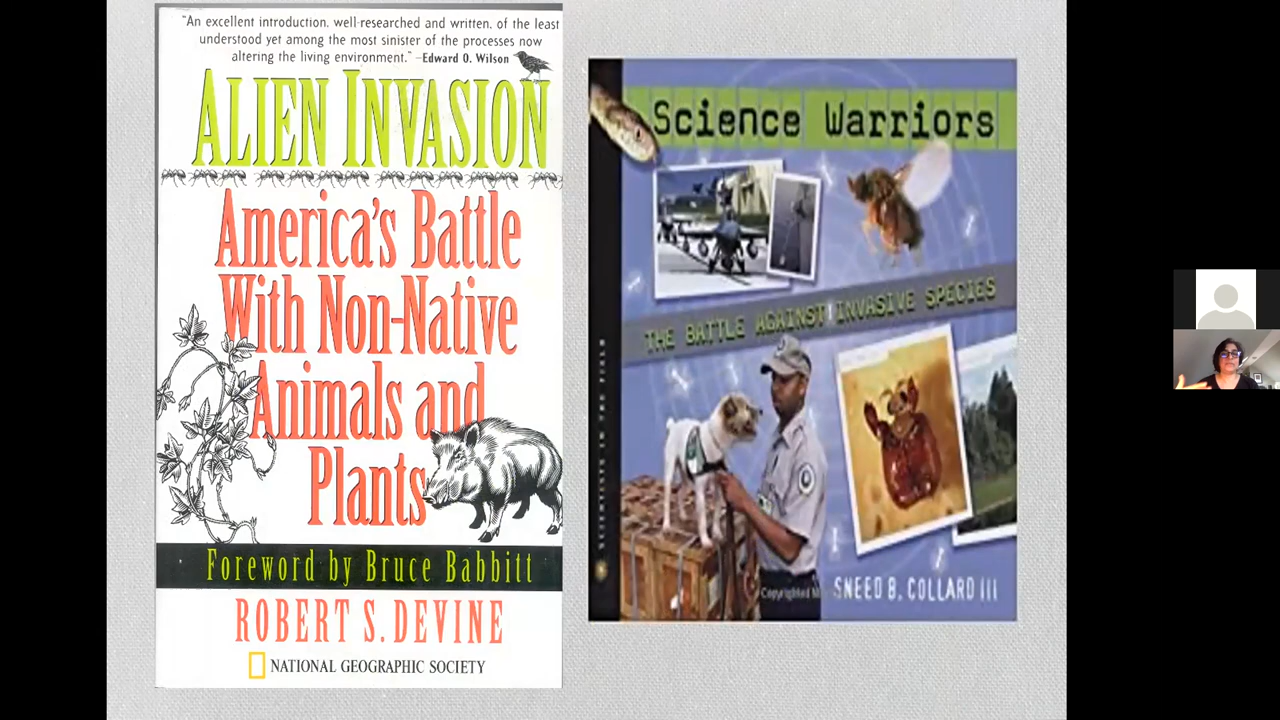 "An excellent introduction, well-researched and written, of the least
understood yet among the most sinister of the processes now
altering the living environment." –Edward O. Wilson
ALIEN INVASION
America's Battle
With Non-Native
Animals and
Plants
Foreword by Bruce Babbitt
ROBERT S. DEVINE
NATIONAL GEOGRAPHIC SOCIETY
Science Warriors
THE BATTLE AGAINST INVASIVE SPECIES
SNEED B. COLLARD III
Copyrighted